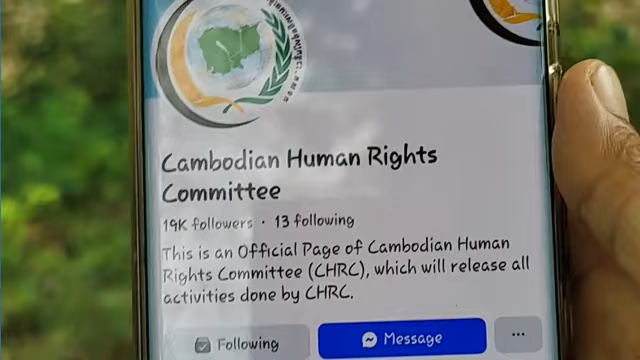 Cambodian Human Rights
Committee
19K followers · 13 following
This is an Official Page of Cambodian Human
Rights Committee (CHRC), which will release all
activities done by CHRC.
Following
Message